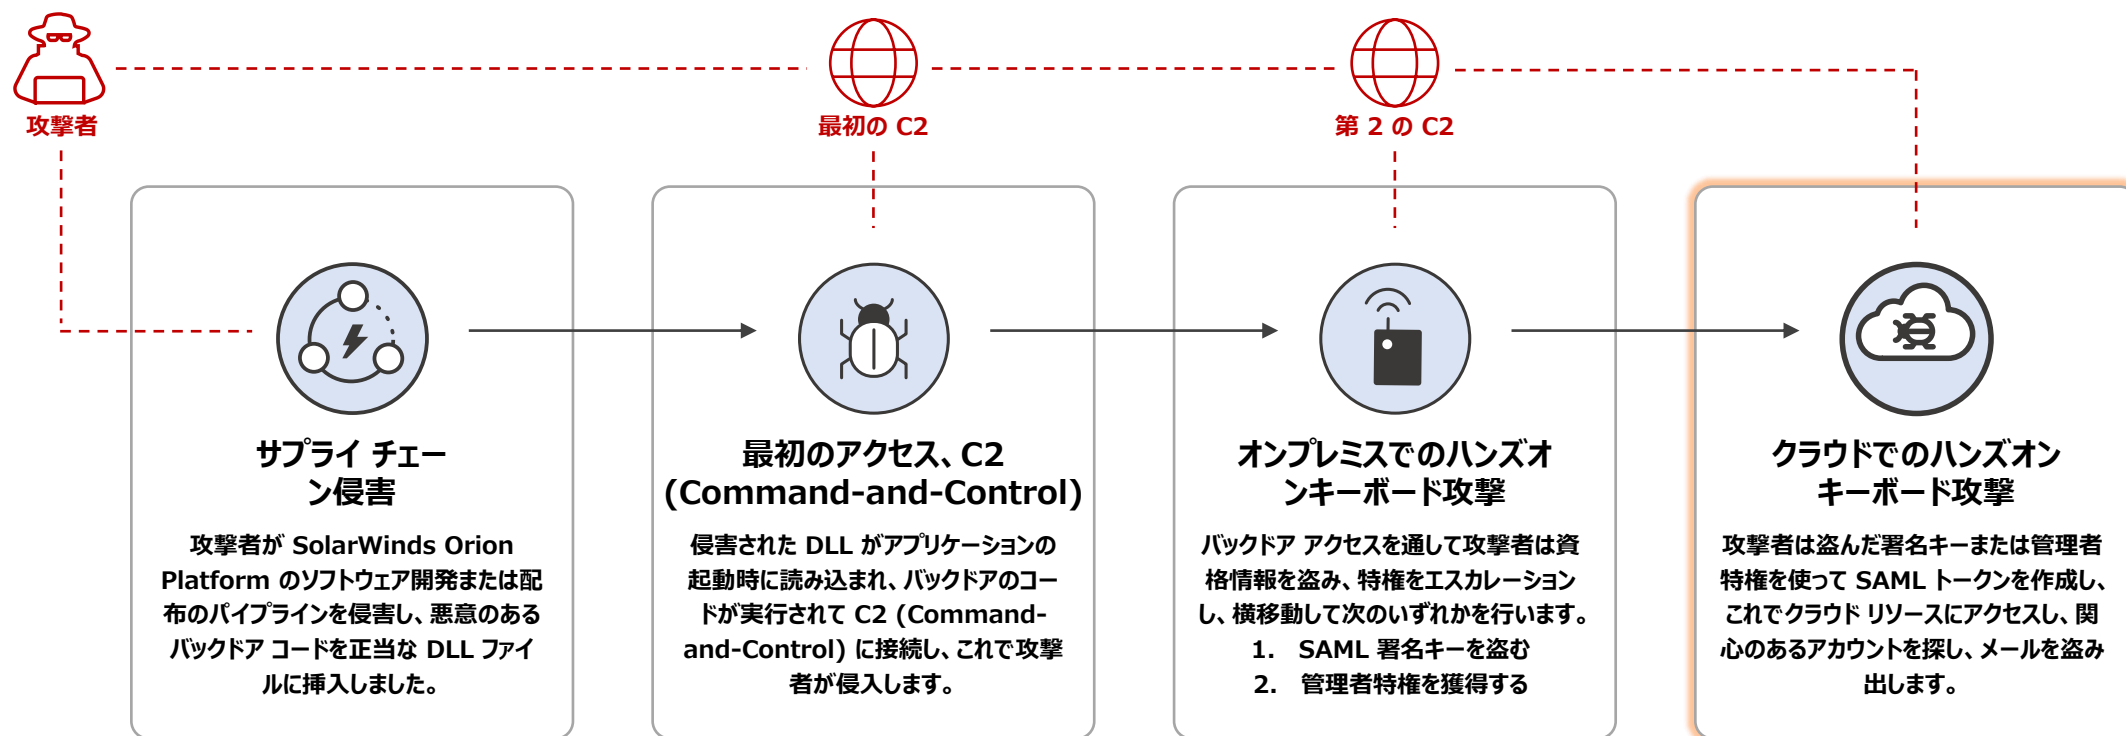 攻撃者
最初の C2
第 2 の C2
サプライ チェー
ン侵害
攻撃者が SolarWinds Orion
Platform のソフトウェア開発または配
布のパイプラインを侵害し、悪意のある
バックドア コードを正当な DLL ファイ
ルに挿入しました。
最初のアクセス、C2
(Command-and-Control)
侵害された DLL がアプリケーションの
起動時に読み込まれ、バックドアのコー
ドが実行されて C2 (Command-
and-Control) に接続し、これで攻撃
者が侵入します。
オンプレミスでのハンズオ
ンキーボード攻撃
バックドア アクセスを通して攻撃者は資
格情報を盗み、特権をエスカレーション
し、横移動して次のいずれかを行います。
1. SAML 署名キーを盗む
2. 管理者特権を獲得する
クラウドでのハンズオン
キーボード攻撃
攻撃者は盗んだ署名キーまたは管理者
特権を使って SAML トークンを作成し、
これでクラウド リソースにアクセスし、関
心のあるアカウントを探し、メールを盗み
出します。